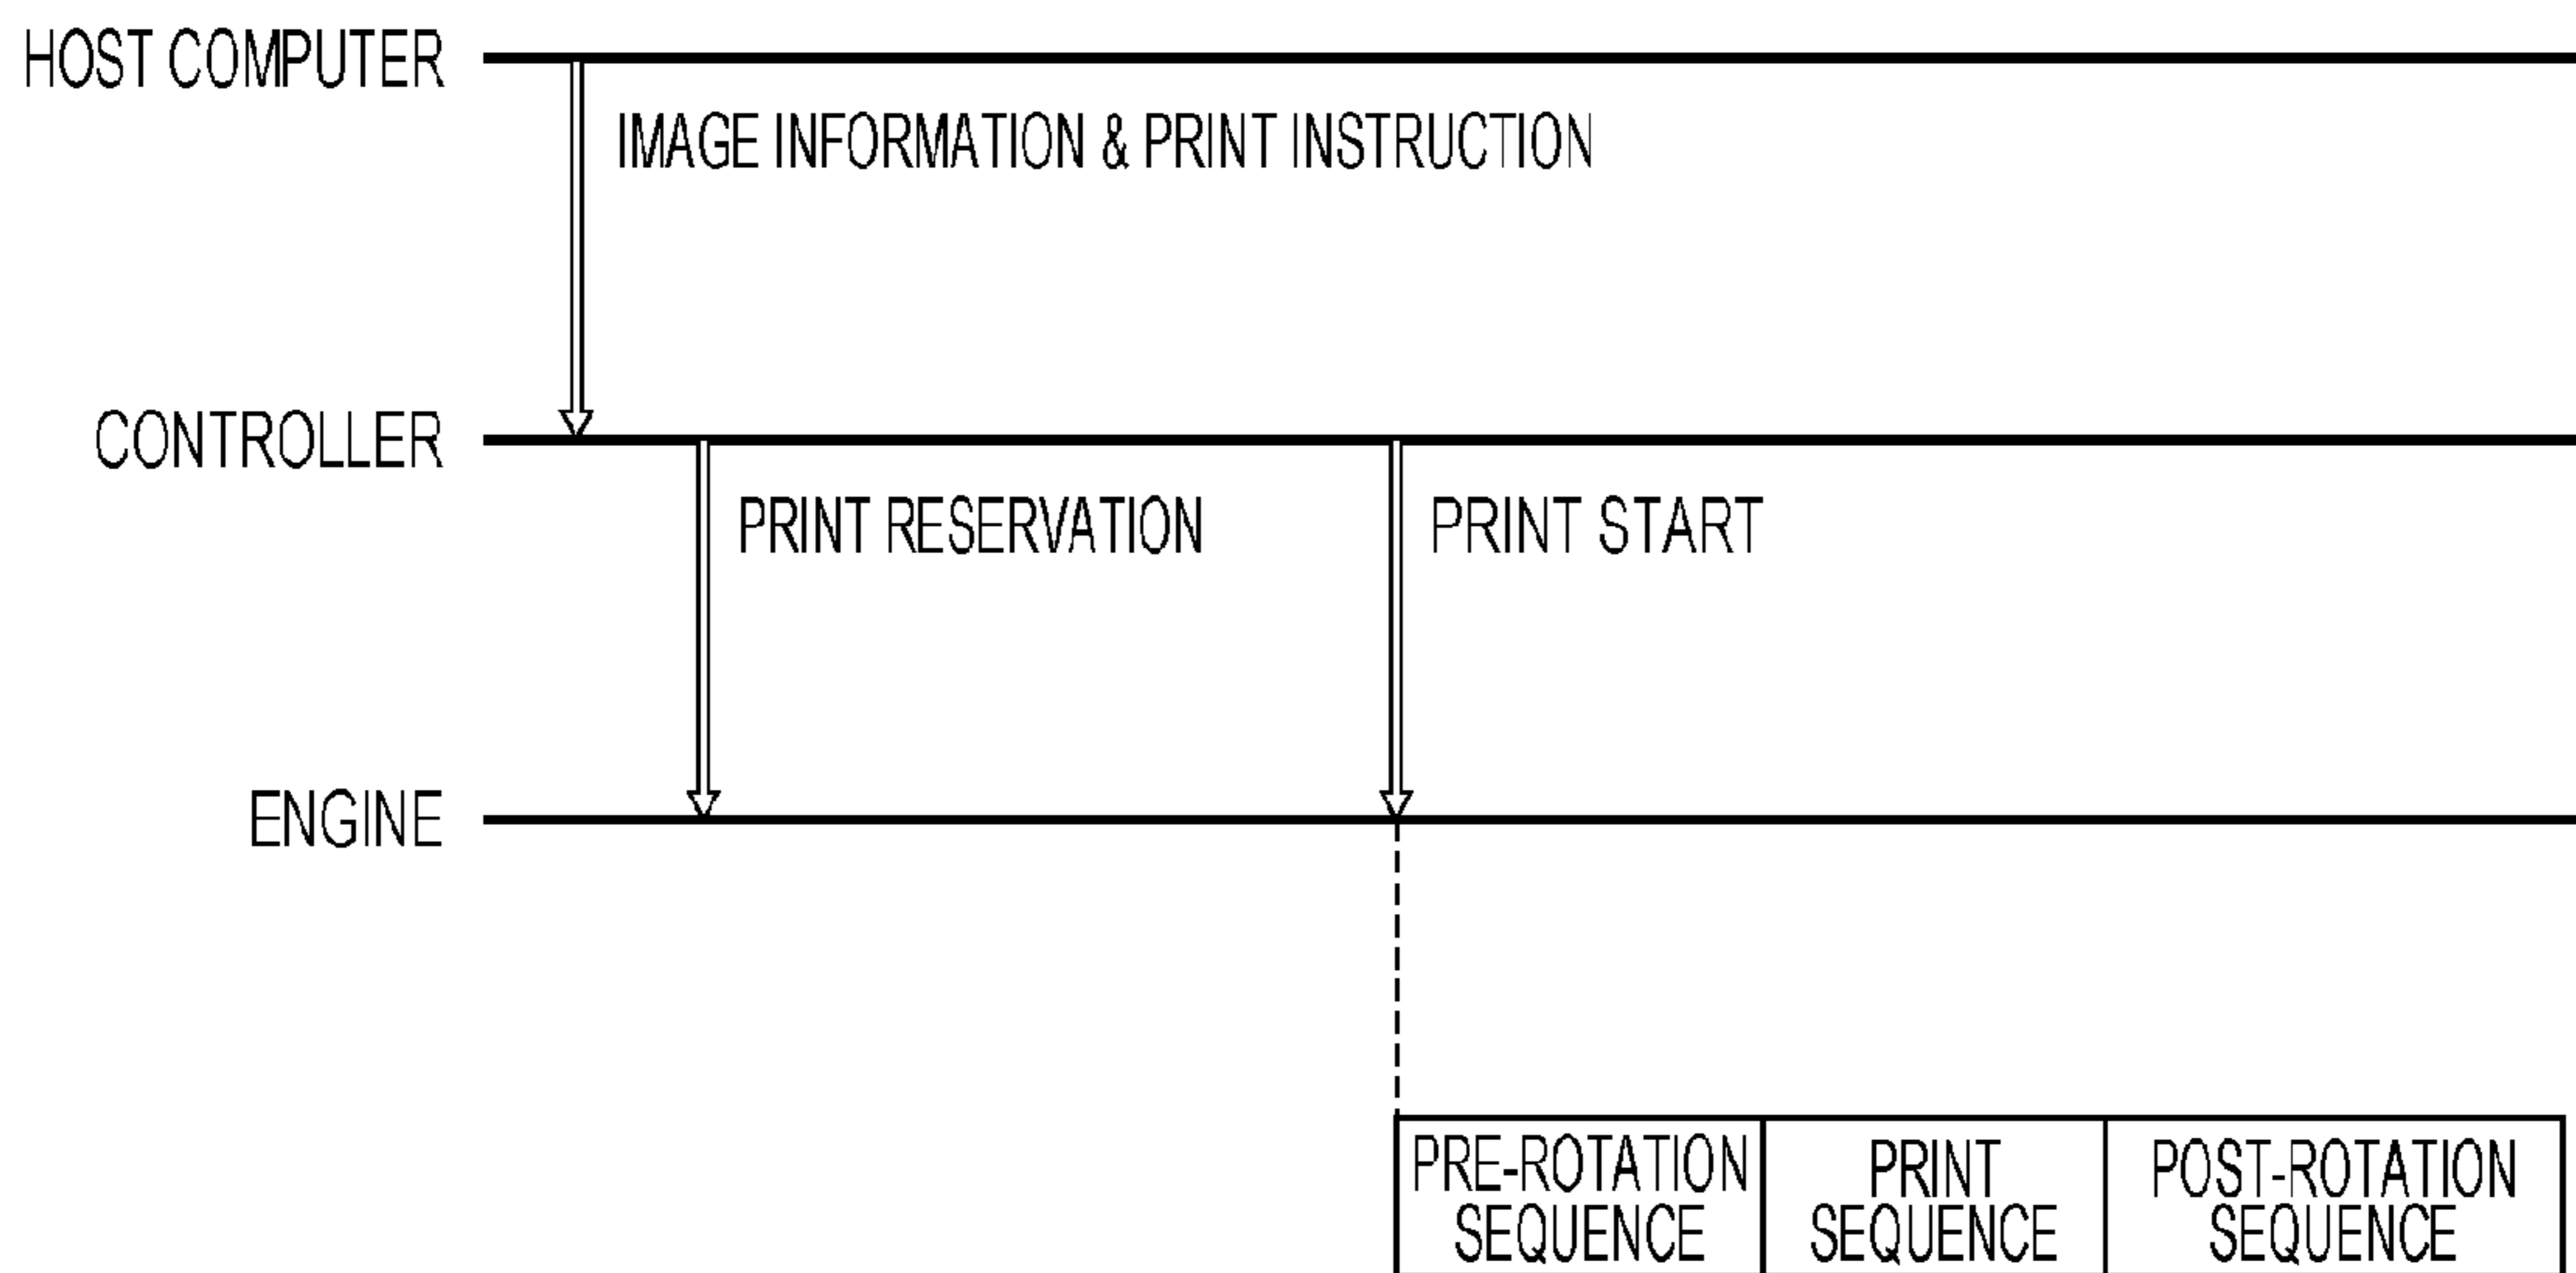 HOST COMPUTER
IMAGE INFORMATION & PRINT INSTRUCTION
CONTROLLER
PRINT RESERVATION
PRINT START
ENGINE
PRE-ROTATION
SEQUENCE
PRINT
SEQUENCE
POST-ROTATION
SEQUENCE